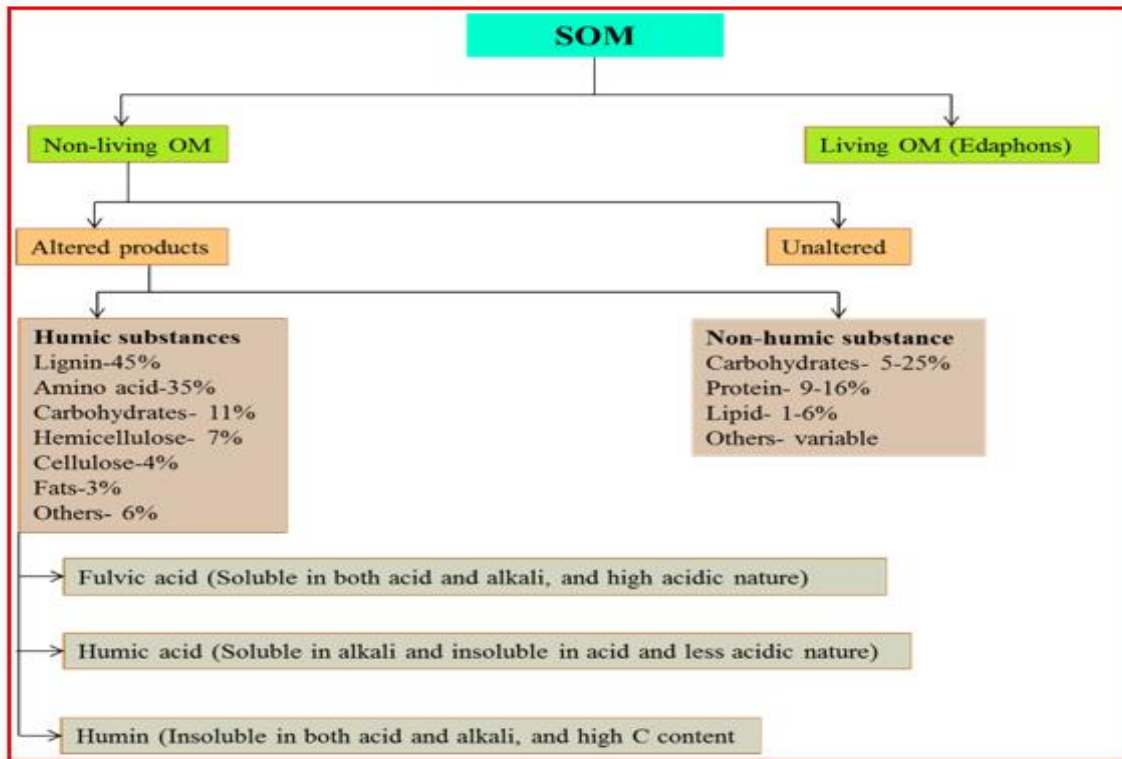 SOM
Non-living OM
Living OM (Edaphons)
Altered products
Unaltered
Humic substances
Lignin-45%
Amino acid-35%
Carbohydrates- 11%
Hemicellulose- 7%
Cellulose-4%
Fats-3%
Others- 6%
Non-humic substance
Carbohydrates- 5-25%
Protein- 9-16%
Lipid- 1-6%
Others- variable
Fulvic acid (Soluble in both acid and alkali, and high acidic nature)
Humic acid (Soluble in alkali and insoluble in acid and less acidic nature)
Humin (Insoluble in both acid and alkali, and high C content